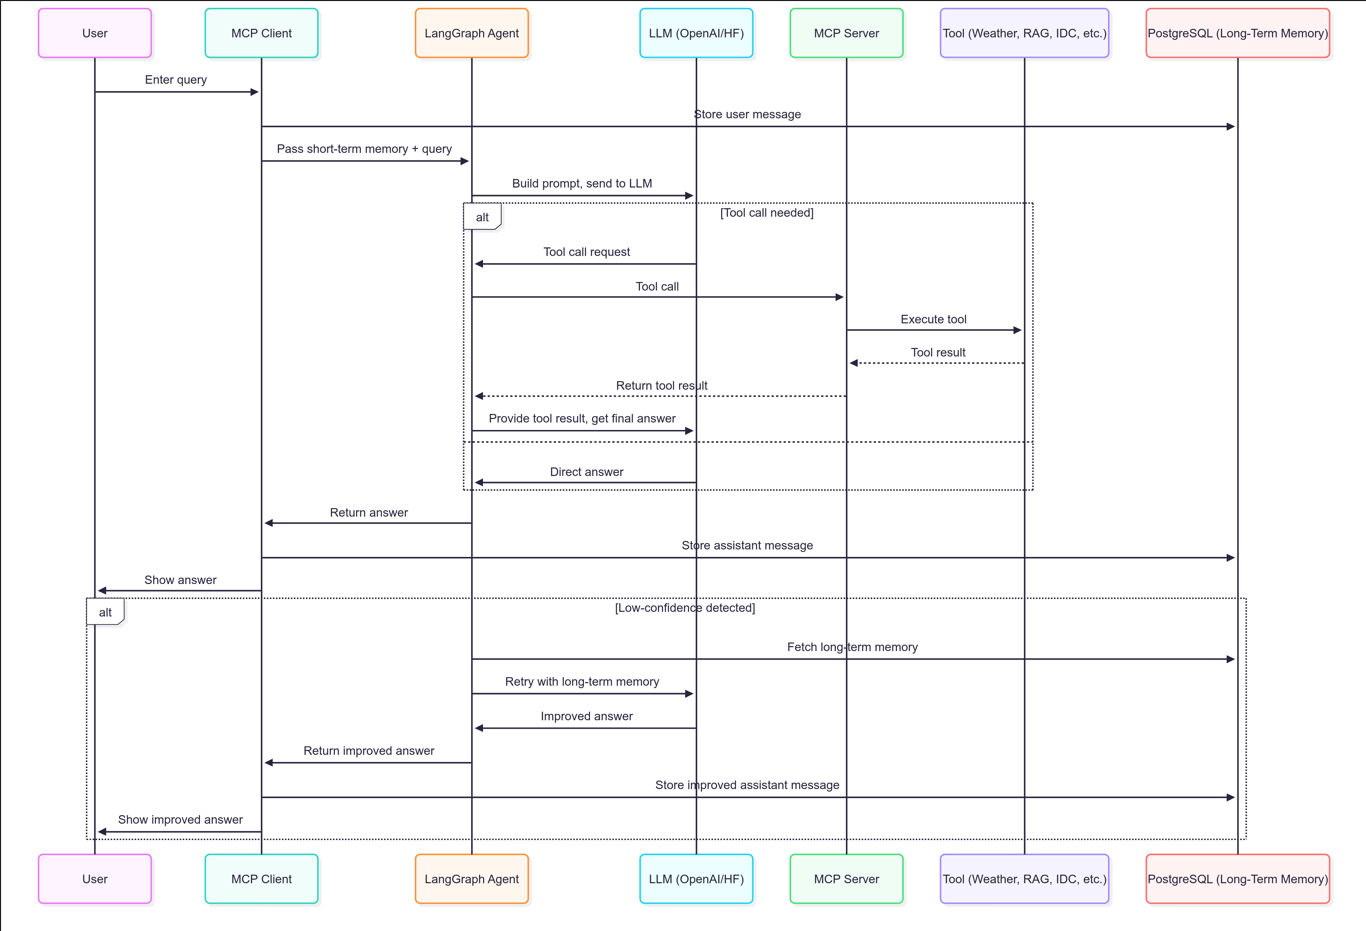 User
MCP Client
LangGraph Agent
LLM (OpenAI/HF)
MCP Server
Tool (Weather, RAG, IDC, etc.)
PostgreSQL (Long-Term Memory)
Enter query
Store user message
Pass short-term memory + query
Build prompt, send to LLM
alt
[Tool call needed]
Tool call request
Tool call
Execute tool
Tool result
Return tool result
Provide tool result, get final answer
Direct answer
Return answer
Store assistant message
Show answer
alt
[Low-confidence detected]
Fetch long-term memory
Retry with long-term memory
Improved answer
Return improved answer
Store improved assistant message
Show improved answer
User
MCP Client
LangGraph Agent
LLM (OpenAI/HF)
MCP Server
Tool (Weather, RAG, IDC, etc.)
PostgreSQL (Long-Term Memory)